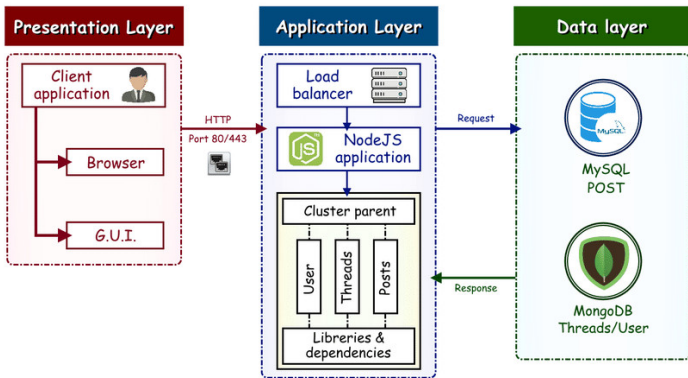 Presentation Layer
Application Layer
Data layer
Client
application
Browser
G.U.I.
HTTP
Port 80/443
Load
balancer
JS
NodeJS
application
Cluster parent
User
Threads
Posts
Libreries &
dependencies
Request
Response
MySQL
MySQL
POST
MongoDB
Threads/User